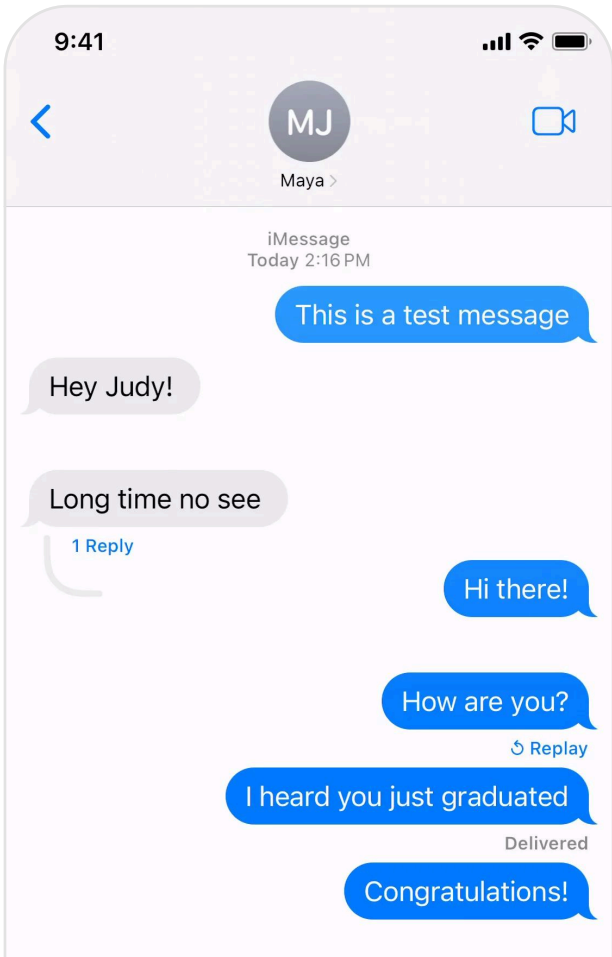 9:41
MJ
Maya
iMessage
Today 2:16 PM
This is a test message
Hey Judy!
Long time no see
1 Reply
Hi there!
How are you?
Replay
I heard you just graduated
Delivered
Congratulations!